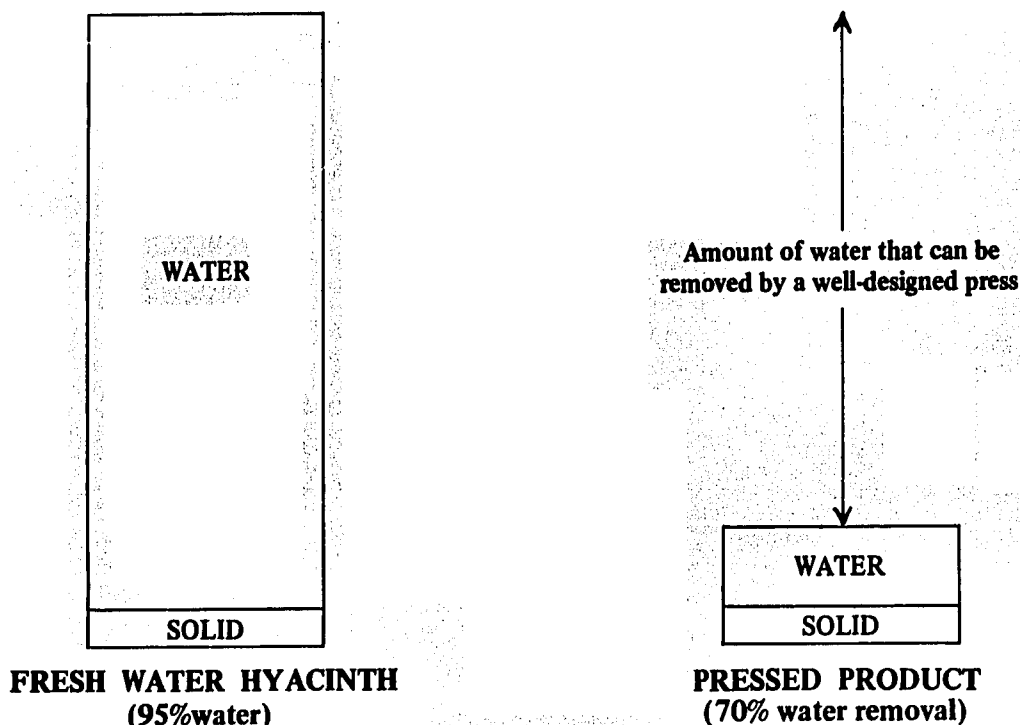 WATER
SOLID
FRESH WATER HYACINTH
(95%water)
Amount of water that can be
removed by a well-designed press
WATER
SOLID
PRESSED PRODUCT
(70% water removal)